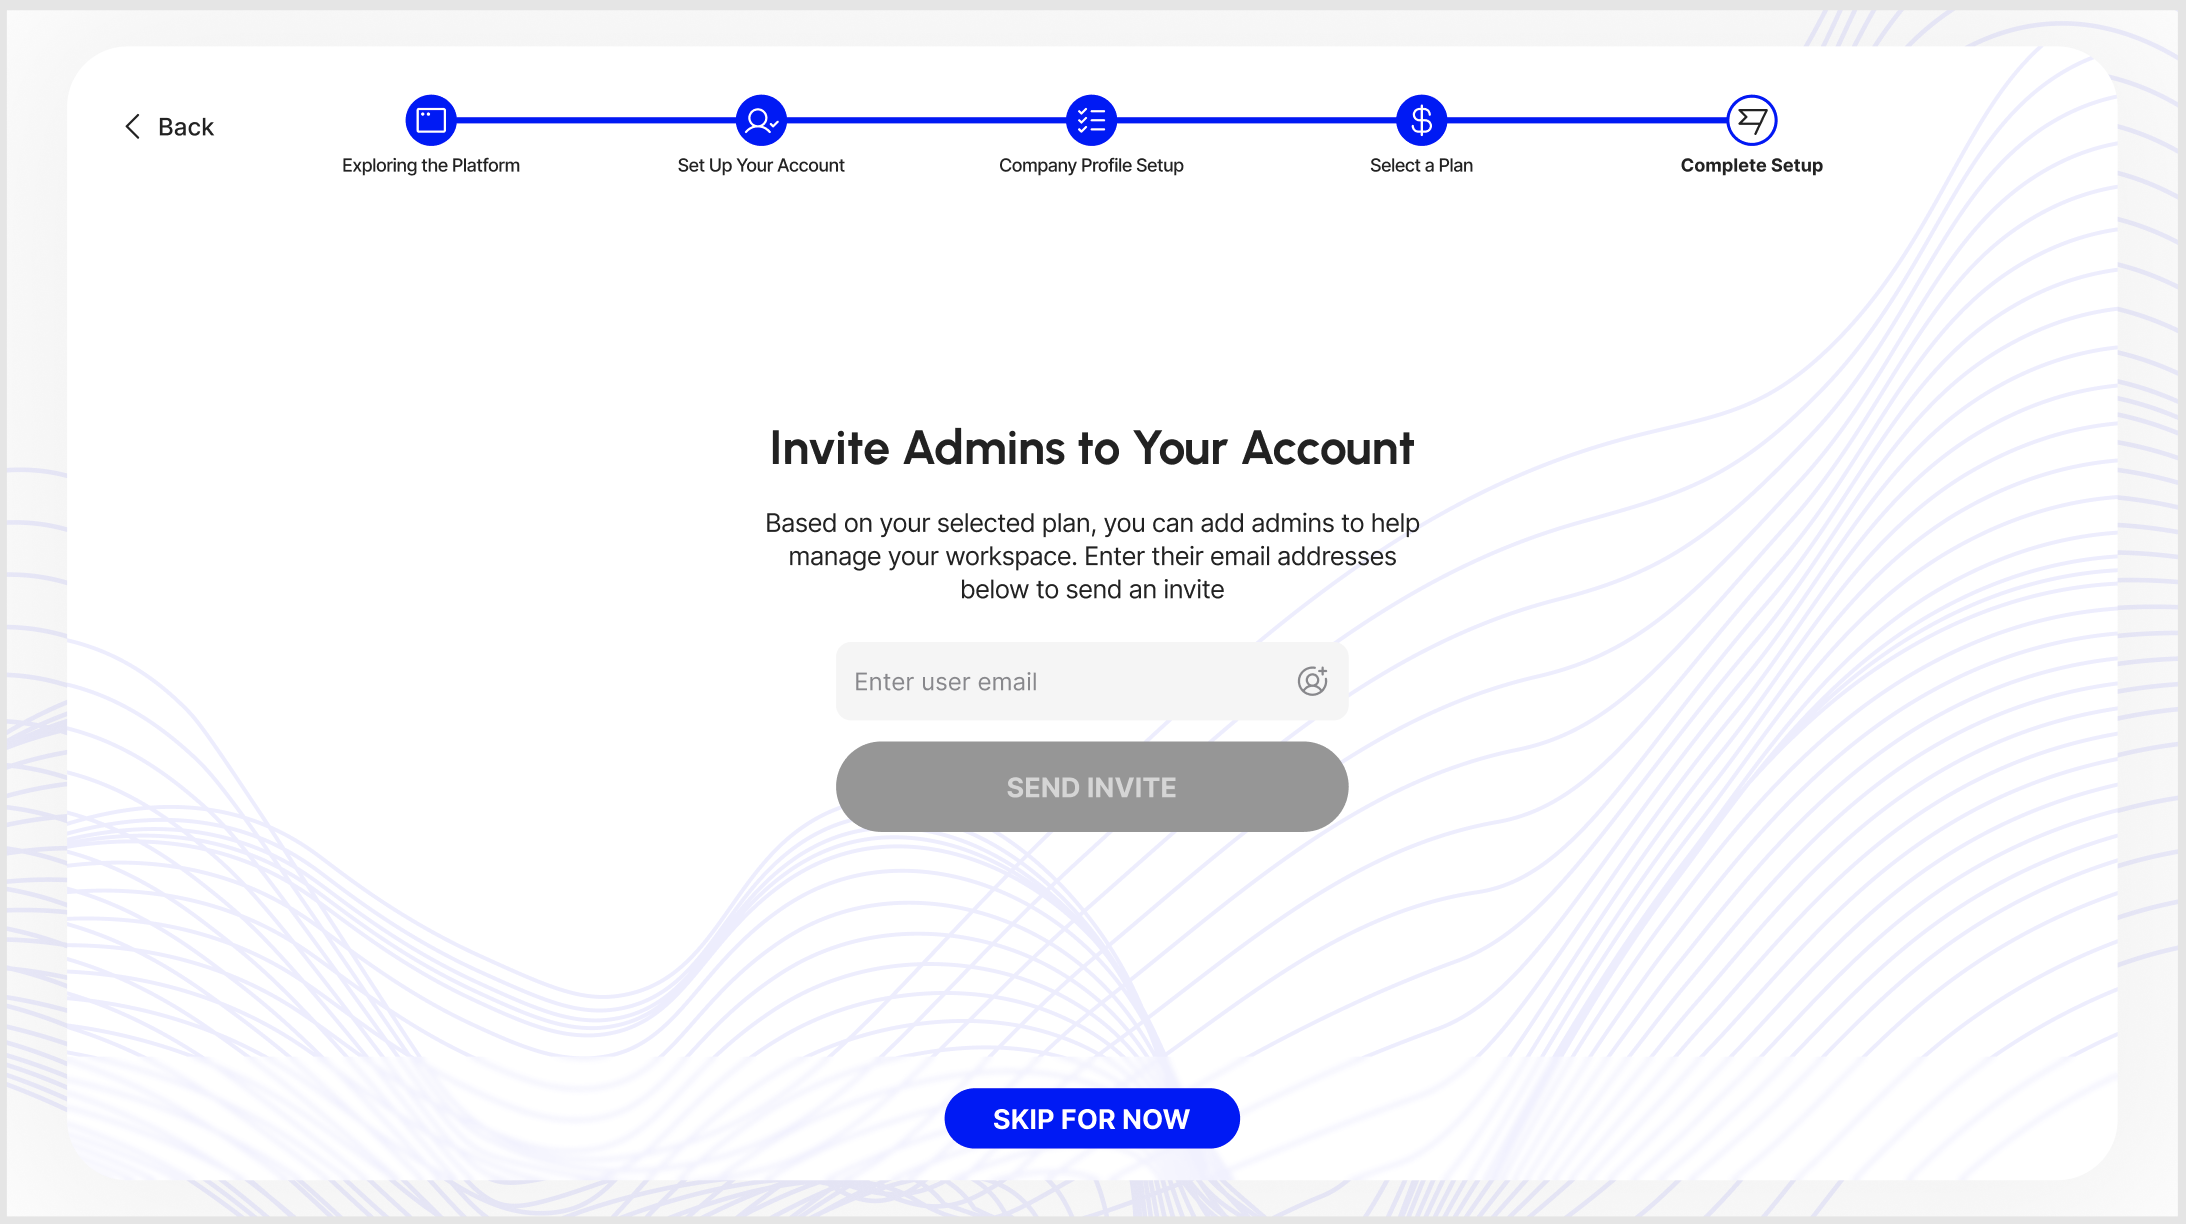 Back
Exploring the Platform
Set Up Your Account
Company Profile Setup
Select a Plan
Complete Setup
Invite Admins to Your Account
Based on your selected plan, you can add admins to help
manage your workspace. Enter their email addresses
below to send an invite
Enter user email
SEND INVITE
SKIP FOR NOW